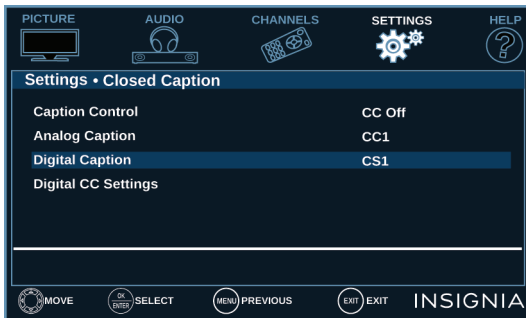 PICTURE AUDIO CHANNELS SETTINGS HELP
Settings • Closed Caption
Caption Control CC Off
Analog Caption CC1
Digital Caption CS1
Digital CC Settings
MOVE OK ENTER SELECT MENU PREVIOUS EXIT EXIT INSIGNIA